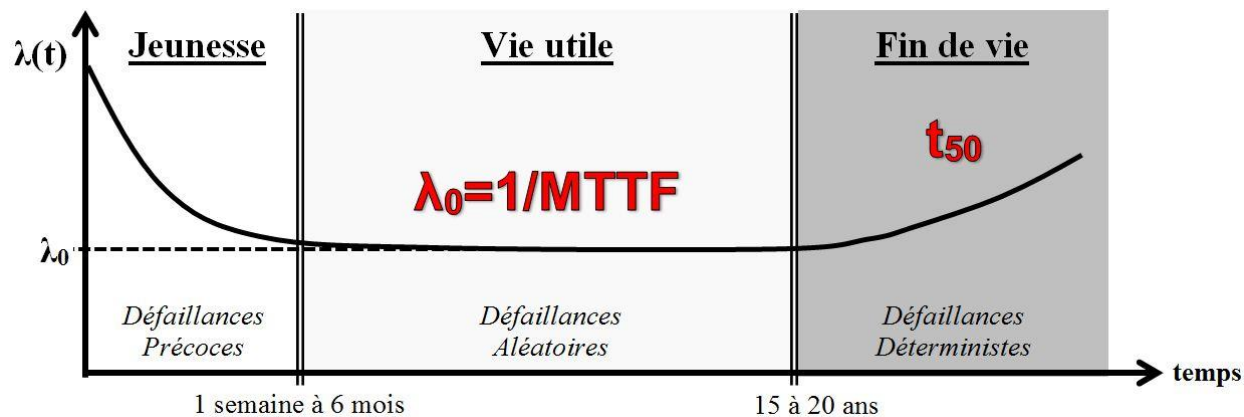 Jeunesse
Vie utile
Fin de vie
λ(t)
t50
λ0=1/MTTF
λ0
Défaillances
Précoces
Défaillances
Aléatoires
Défaillances
Déterministes
temps
1 semaine à 6 mois
15 à 20 ans